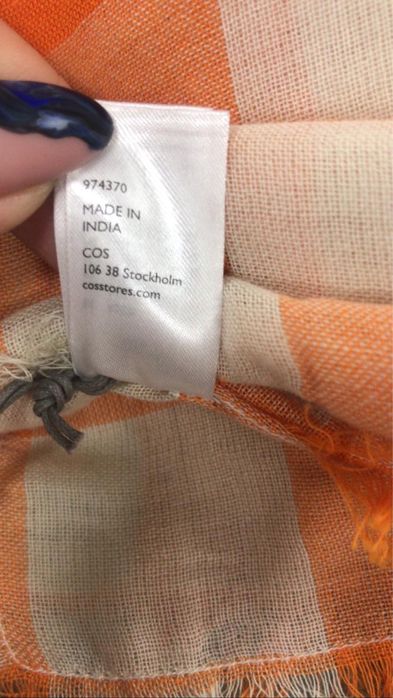 974370
MADE IN
INDIA
COS
106 38 Stockholm
cosstores.com